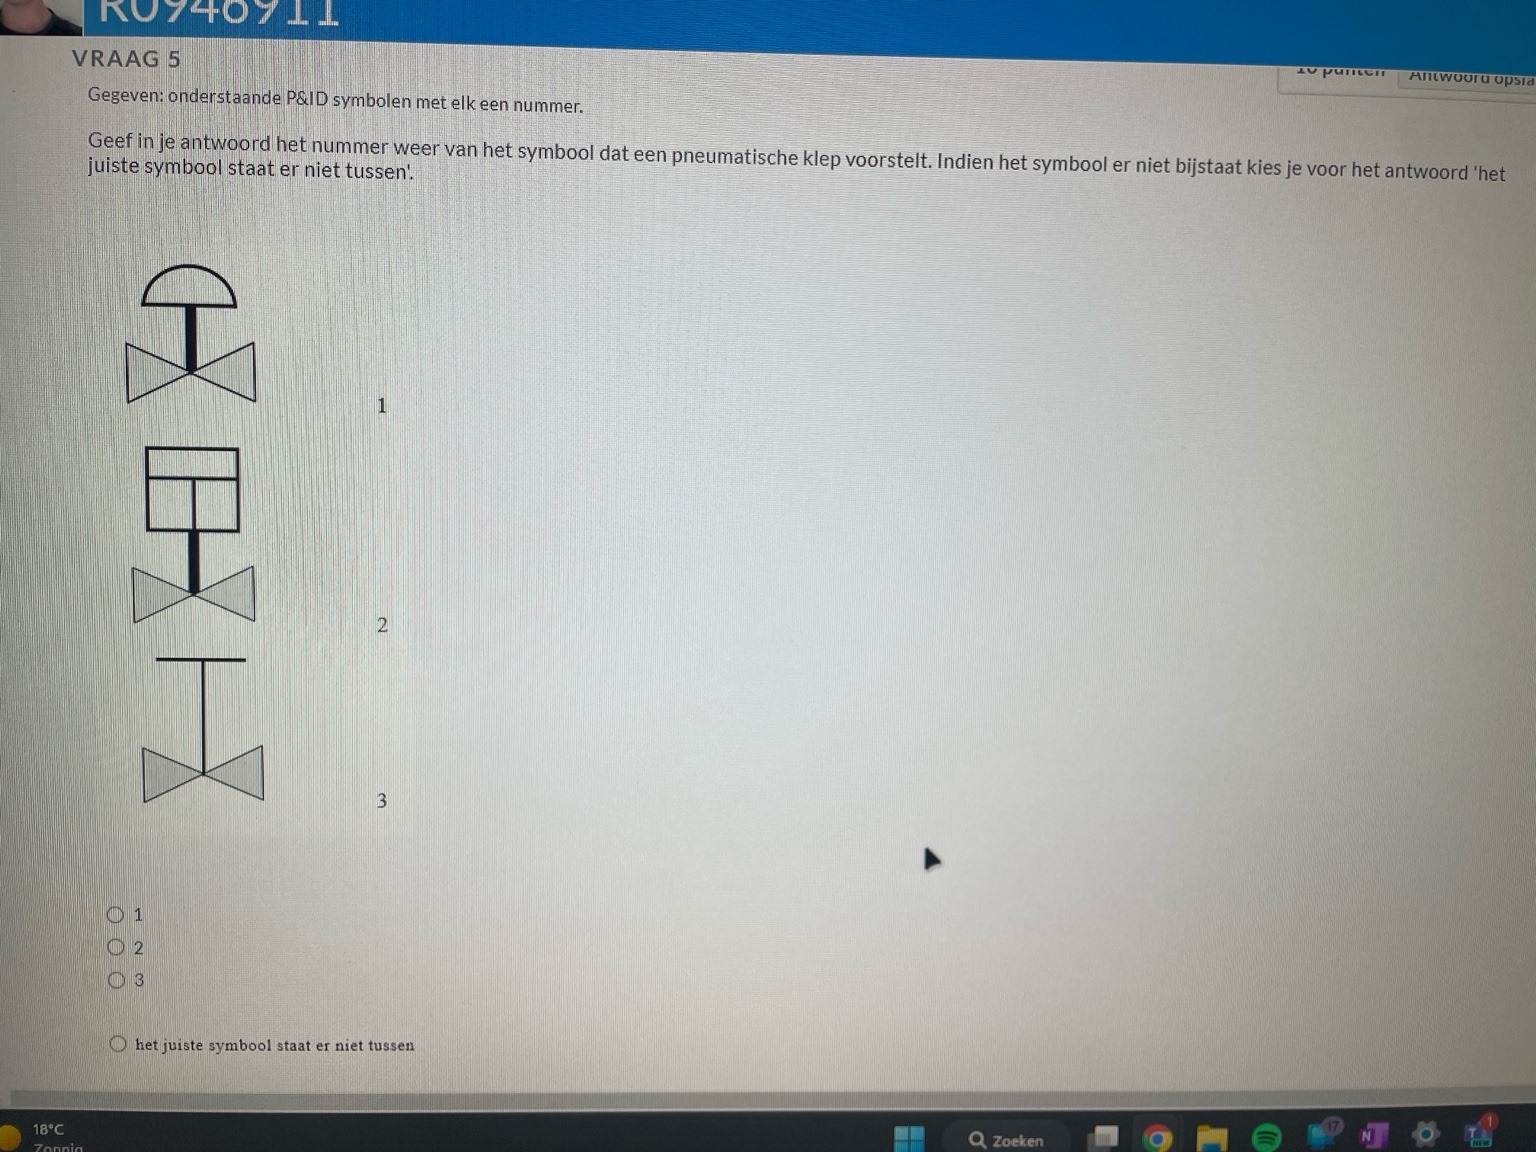 R0946911
VRAAG 5
10 punten
Antwoord opsla
Gegeven: onderstaande P&ID symbolen met elk een nummer.
Geef in je antwoord het nummer weer van het symbool dat een pneumatische klep voorstelt. Indien het symbool er niet bijstaat kies je voor het antwoord 'het
juiste symbool staat er niet tussen'.
1
2
3
1
2
3
het juiste symbool staat er niet tussen
18°C
Zonnig
Zoeken
17
N
1
T
NEW